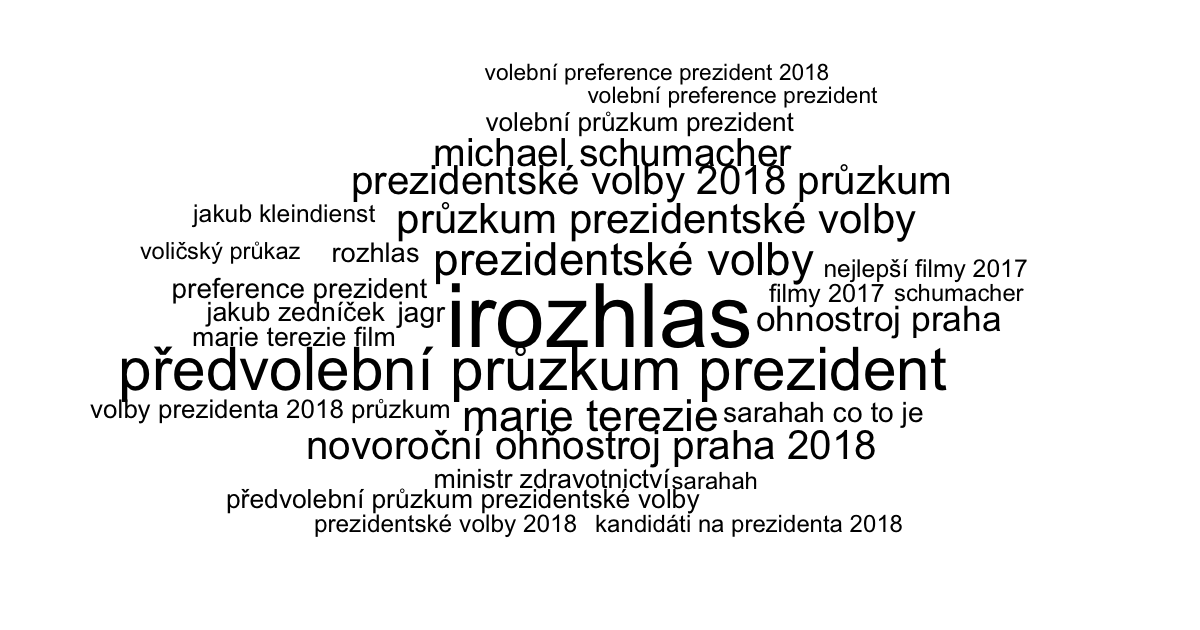 volební preference prezident 2018
volební preference prezident
volební průzkum prezident
michael schumacher
prezidentské volby 2018 průzkum
jakub kleindienst
průzkum prezidentské volby
voličský průkaz
rozhlas
prezidentské volby
nejlepší filmy 2017
preference prezident
filmy 2017
schumacher
jakub zedníček
jagr
irozhlas
ohnostroj praha
marie terezie film
předvolební průzkum prezident
volby prezidenta 2018 průzkum
marie terezie
sarahah co to je
novoroční ohňostroj praha 2018
ministr zdravotnictví
sarahah
předvolební průzkum prezidentské volby
prezidentské volby 2018
kandidáti na prezidenta 2018